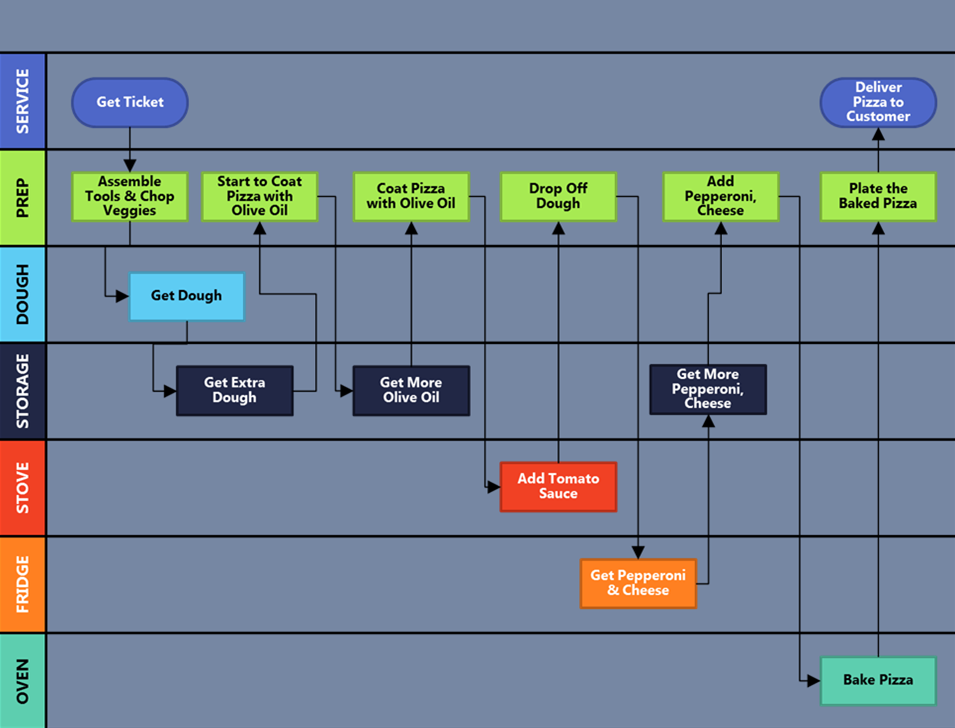 SERVICE
Get Ticket
Deliver
Pizza to
Customer
PREP
Assemble
Tools & Chop
Veggies
Start to Coat
Pizza with
Olive Oil
Coat Pizza
with Olive Oil
Drop Off
Dough
Add
Pepperoni,
Cheese
Plate the
Baked Pizza
DOUGH
Get Dough
STORAGE
Get Extra
Dough
Get More
Olive Oil
Get More
Pepperoni,
Cheese
STOVE
Add Tomato
Sauce
FRIDGE
Get Pepperoni
& Cheese
OVEN
Bake Pizza